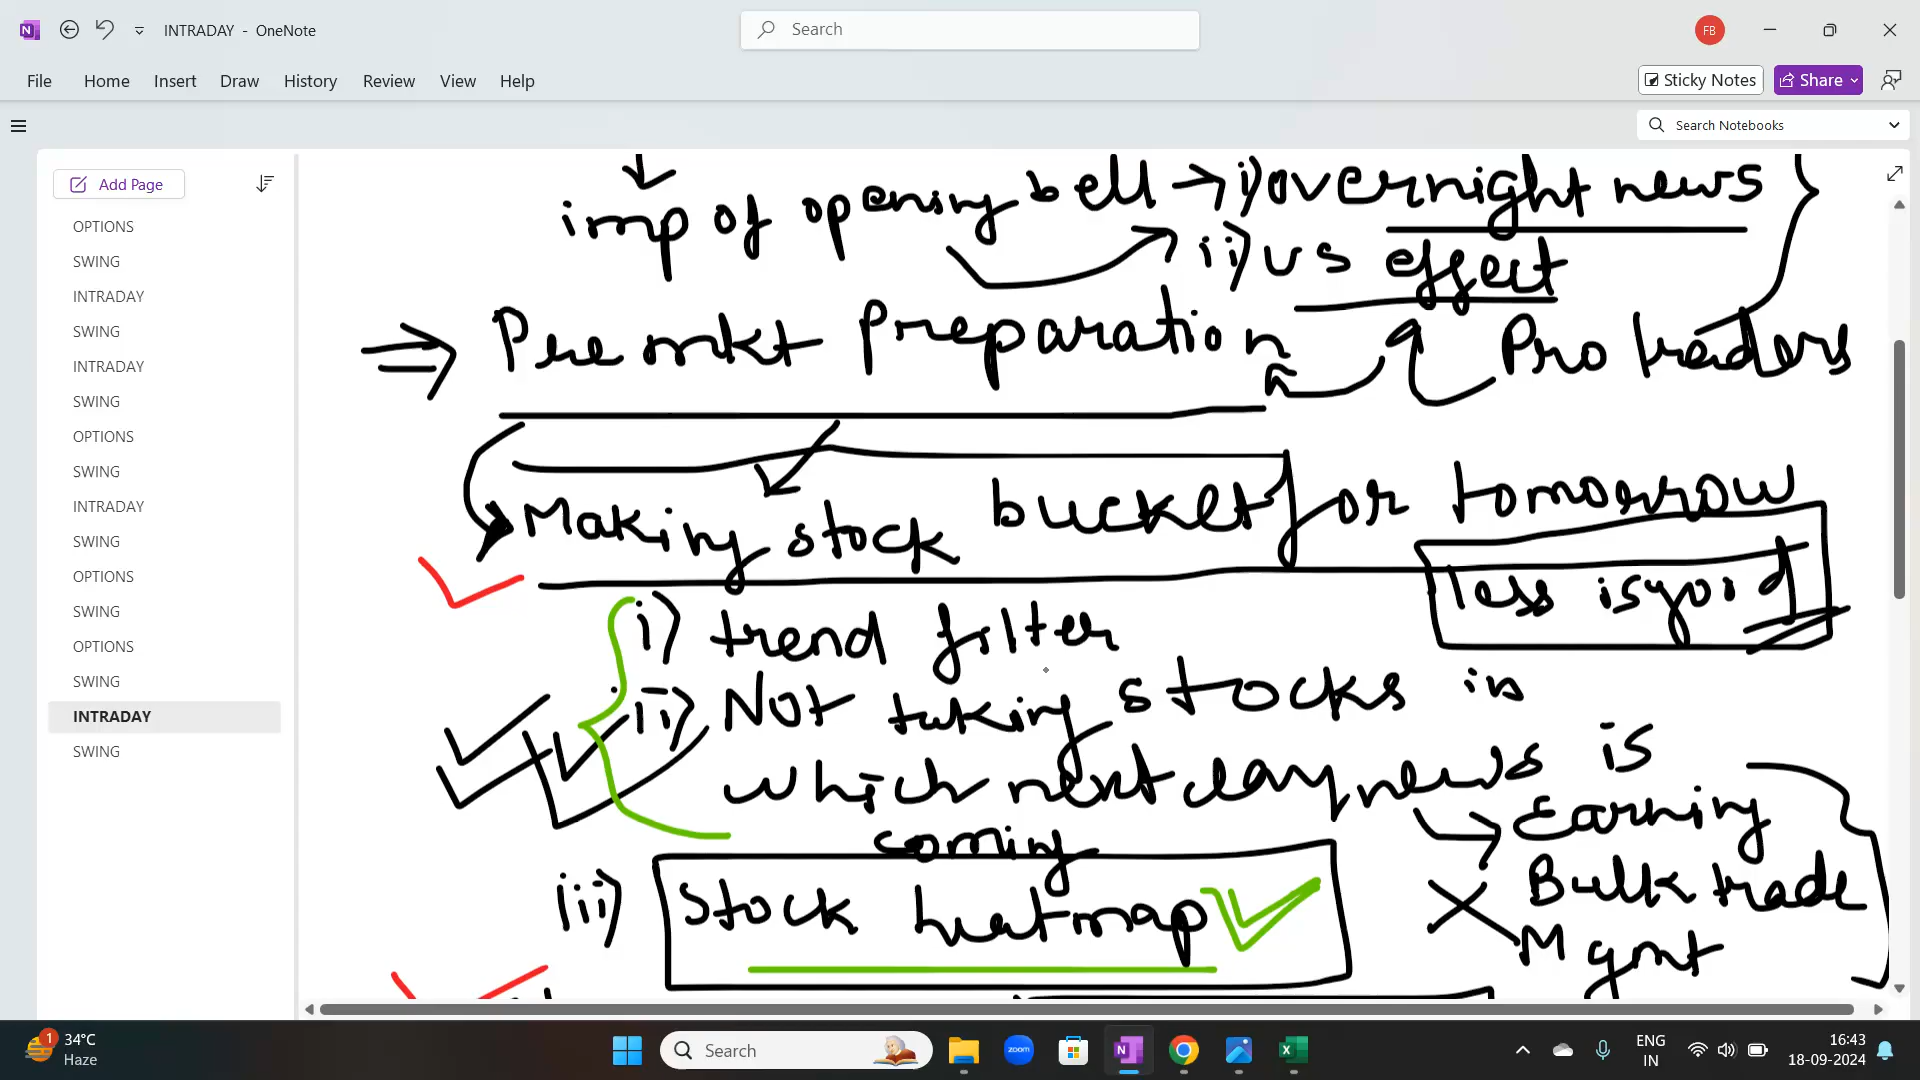 INTRADAY - OneNote
Search
FB
File Home Insert Draw History Review View Help
Sticky Notes
Share
Search Notebooks
Add Page
OPTIONS
SWING
INTRADAY
SWING
INTRADAY
SWING
OPTIONS
SWING
INTRADAY
SWING
OPTIONS
SWING
OPTIONS
SWING
INTRADAY
SWING
imp of opening bell → i) overnight news
ii) US effect
⇒ Pre mkt Preparation
Pro traders
Making stock bucket for tomorrow
less is good
i) trend filter
ii) Not taking stocks in
which next day news is
coming
→ Earning
Bulk trade
Mgmt
iii) Stock heatmap
1
34°C
Haze
Search
zoom
ENG
IN
16:43
18-09-2024